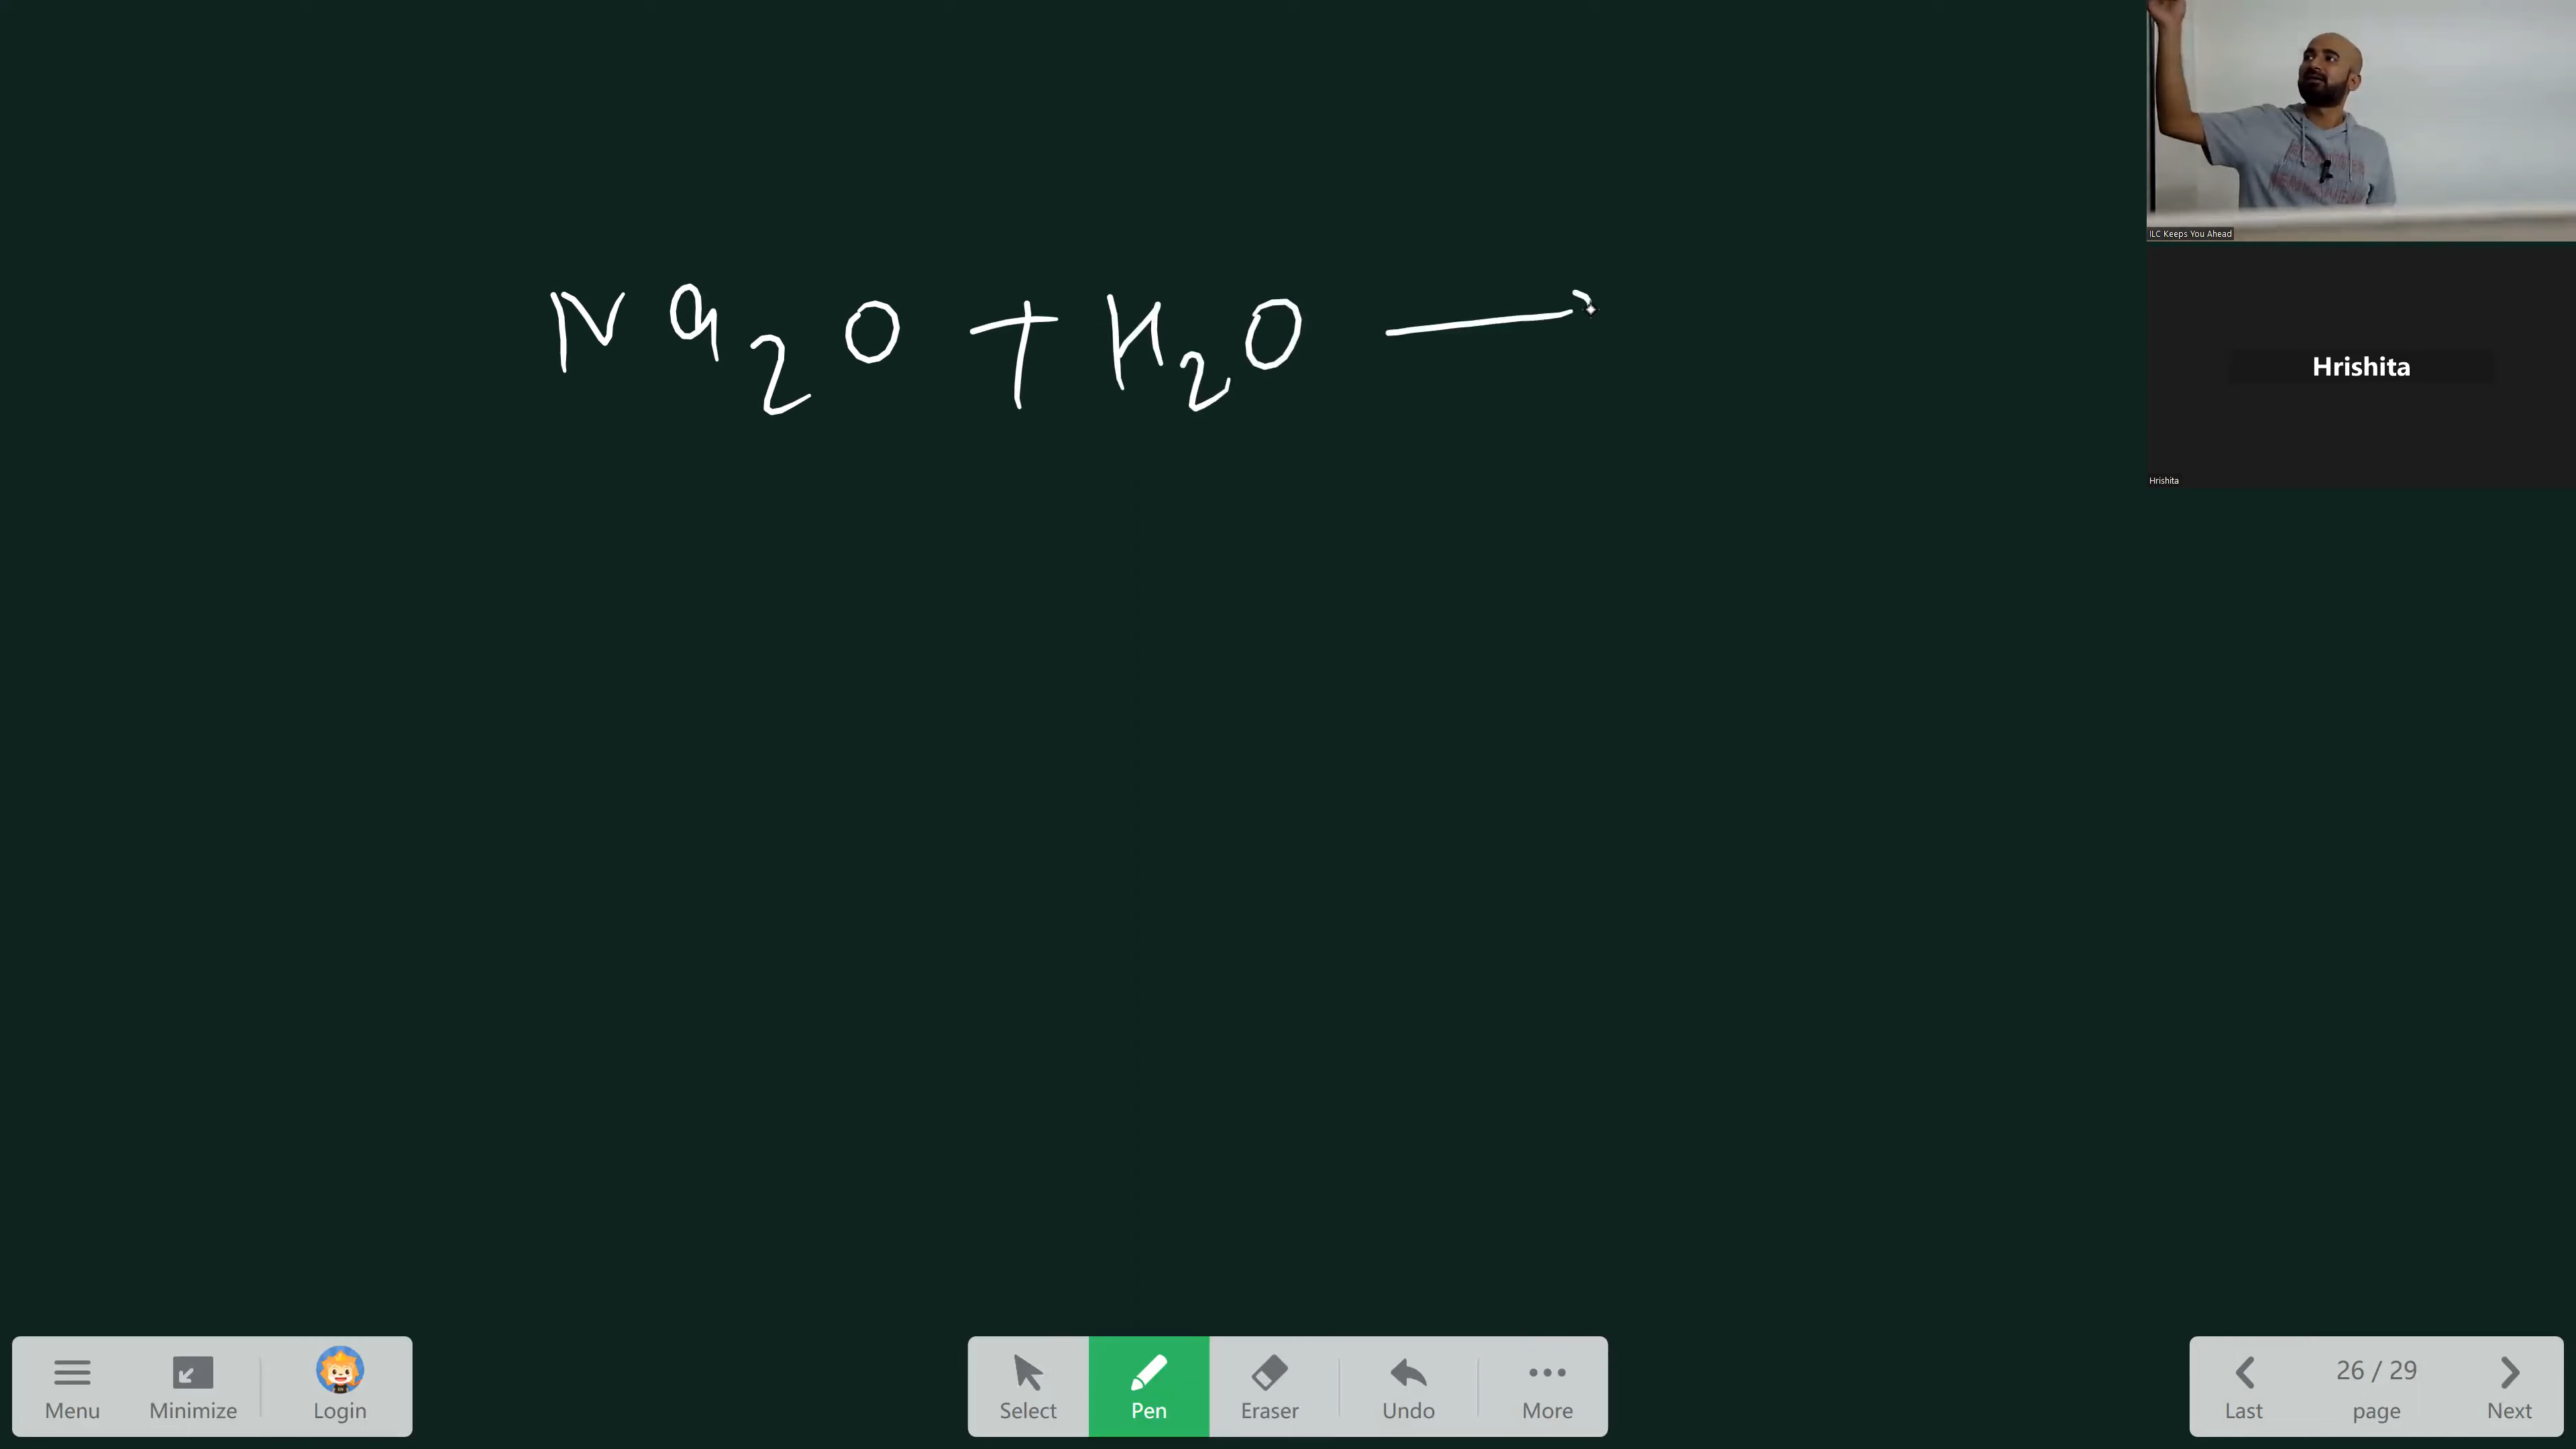 Na₂O + H₂O →
ILC Keeps You Ahead
Hrishita
Hrishita
Menu
Minimize
Login
Select
Pen
Eraser
Undo
More
Last
26 / 29
page
Next